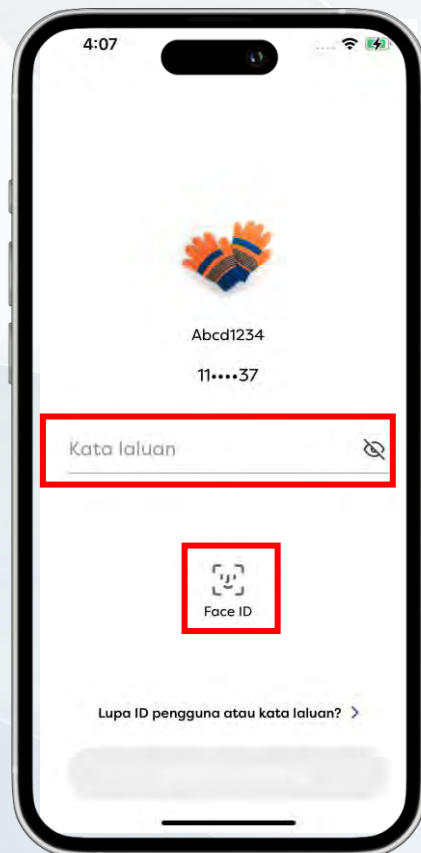 4:07
Abcd1234
11••••37
Kata laluan
Face ID
Lupa ID pengguna atau kata laluan? >